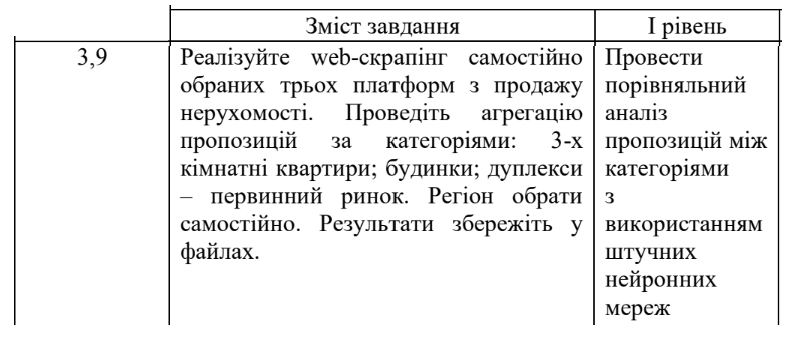 Зміст завдання
І рівень
3,9
Реалізуйте web-скрапінг самостійно
обраних трьох платформ з продажу
нерухомості. Проведіть агрегацію
пропозицій за категоріями: 3-х
кімнатні квартири; будинки; дуплекси
– первинний ринок. Регіон обрати
самостійно. Результати збережіть у
файлах.
Провести
порівняльний
аналіз
пропозицій між
категоріями
з
використанням
штучних
нейронних
мереж